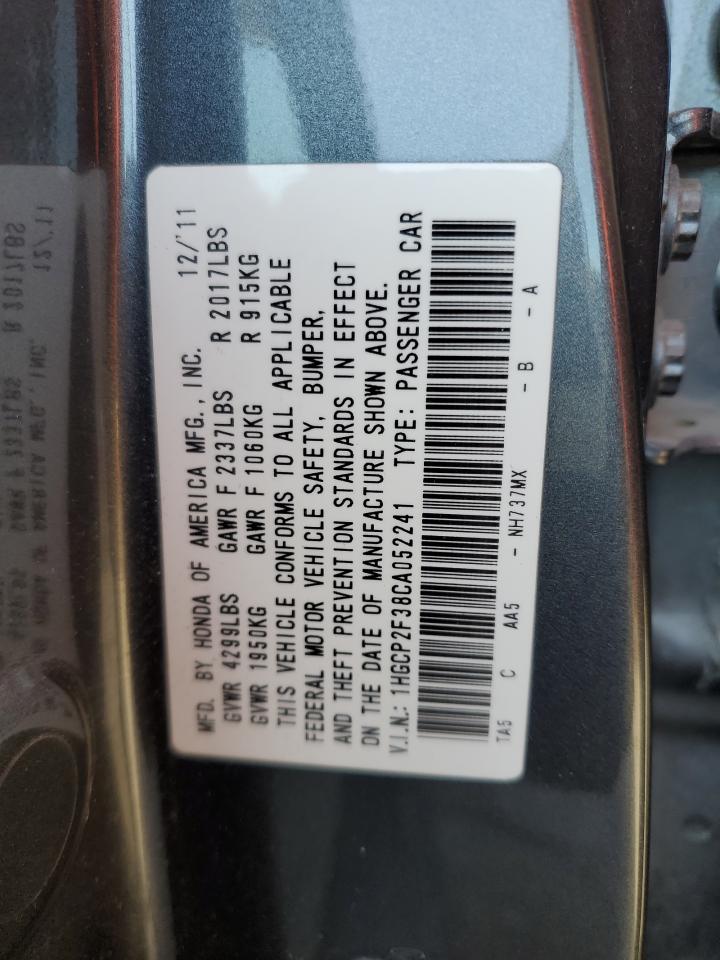 MFD. BY HONDA OF AMERICA MFG., INC. 12/'11
GVWR 4299LBS GAWR F 2337LBS R 2017LBS
GVWR 1950KG GAWR F 1060KG R 915KG
THIS VEHICLE CONFORMS TO ALL APPLICABLE
FEDERAL MOTOR VEHICLE SAFETY, BUMPER,
AND THEFT PREVENTION STANDARDS IN EFFECT
ON THE DATE OF MANUFACTURE SHOWN ABOVE.
V.I.N.: 1HGCP2F38CA052241 TYPE: PASSENGER CAR
TA5 C AA5 - NH737MX - B - A